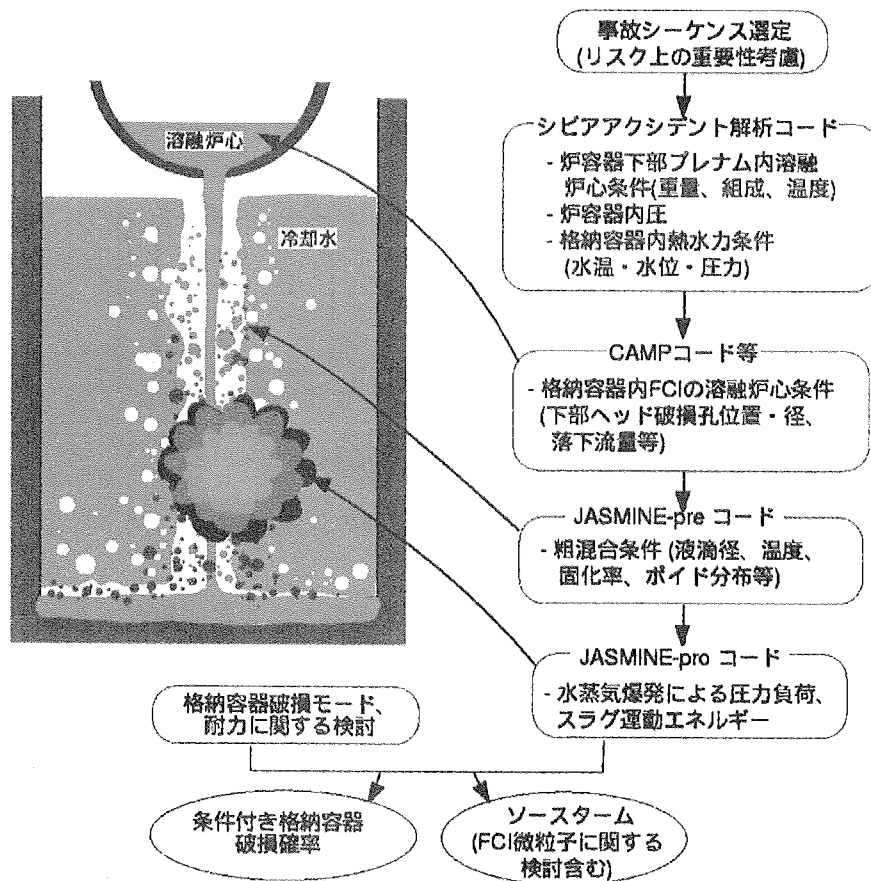 事故シーケンス選定
(リスク上の重要性考慮)
溶融炉心
冷却水
シビアアクシデント解析コード
- 炉容器下部プレナム内溶融
炉心条件(重量、組成、温度)
- 炉容器内圧
- 格納容器内熱水力条件
(水温・水位・圧力)
CAMPコード等
- 格納容器内FCIの溶融炉心条件
(下部ヘッド破損孔位置・径、
落下流量等)
JASMINE-pre コード
- 粗混合条件 (液滴径、温度、
固化率、ボイド分布等)
JASMINE-pro コード
- 水蒸気爆発による圧力負荷、
スラグ運動エネルギー
格納容器破損モード、
耐力に関する検討
条件付き格納容器
破損確率
ソースターム
(FCI微粒子に関する
検討含む)